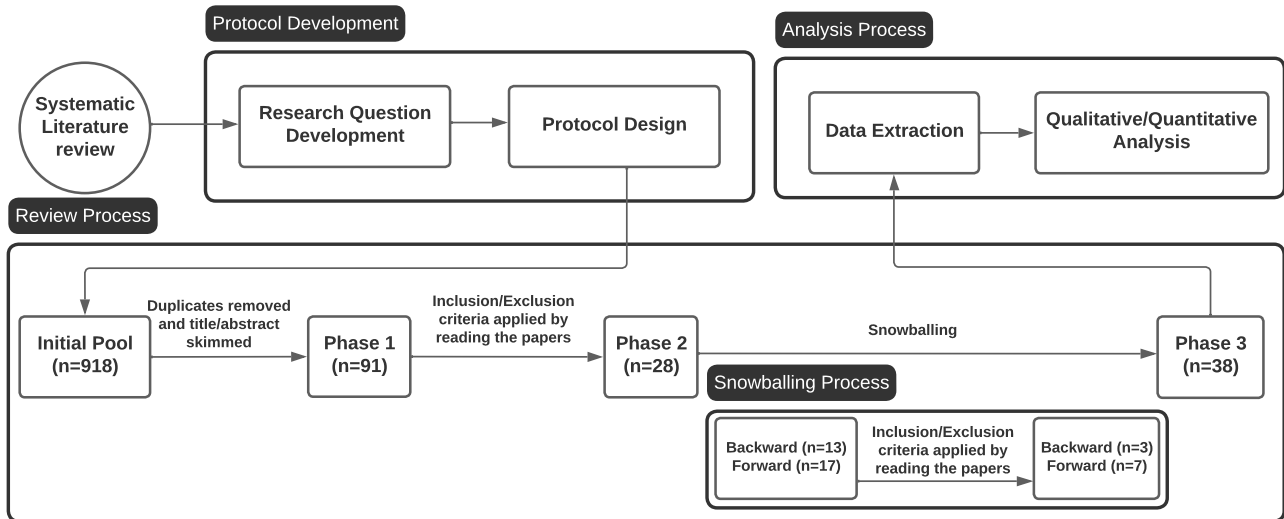 Protocol Development
Analysis Process
Systematic
Literature
review
Research Question
Development
Protocol Design
Data Extraction
Qualitative/Quantitative
Analysis
Review Process
Initial Pool
(n=918)
Duplicates removed
and title/abstract
skimmed
Phase 1
(n=91)
Inclusion/Exclusion
criteria applied by
reading the papers
Phase 2
(n=28)
Snowballing
Phase 3
(n=38)
Snowballing Process
Backward (n=13)
Forward (n=17)
Inclusion/Exclusion
criteria applied by
reading the papers
Backward (n=3)
Forward (n=7)